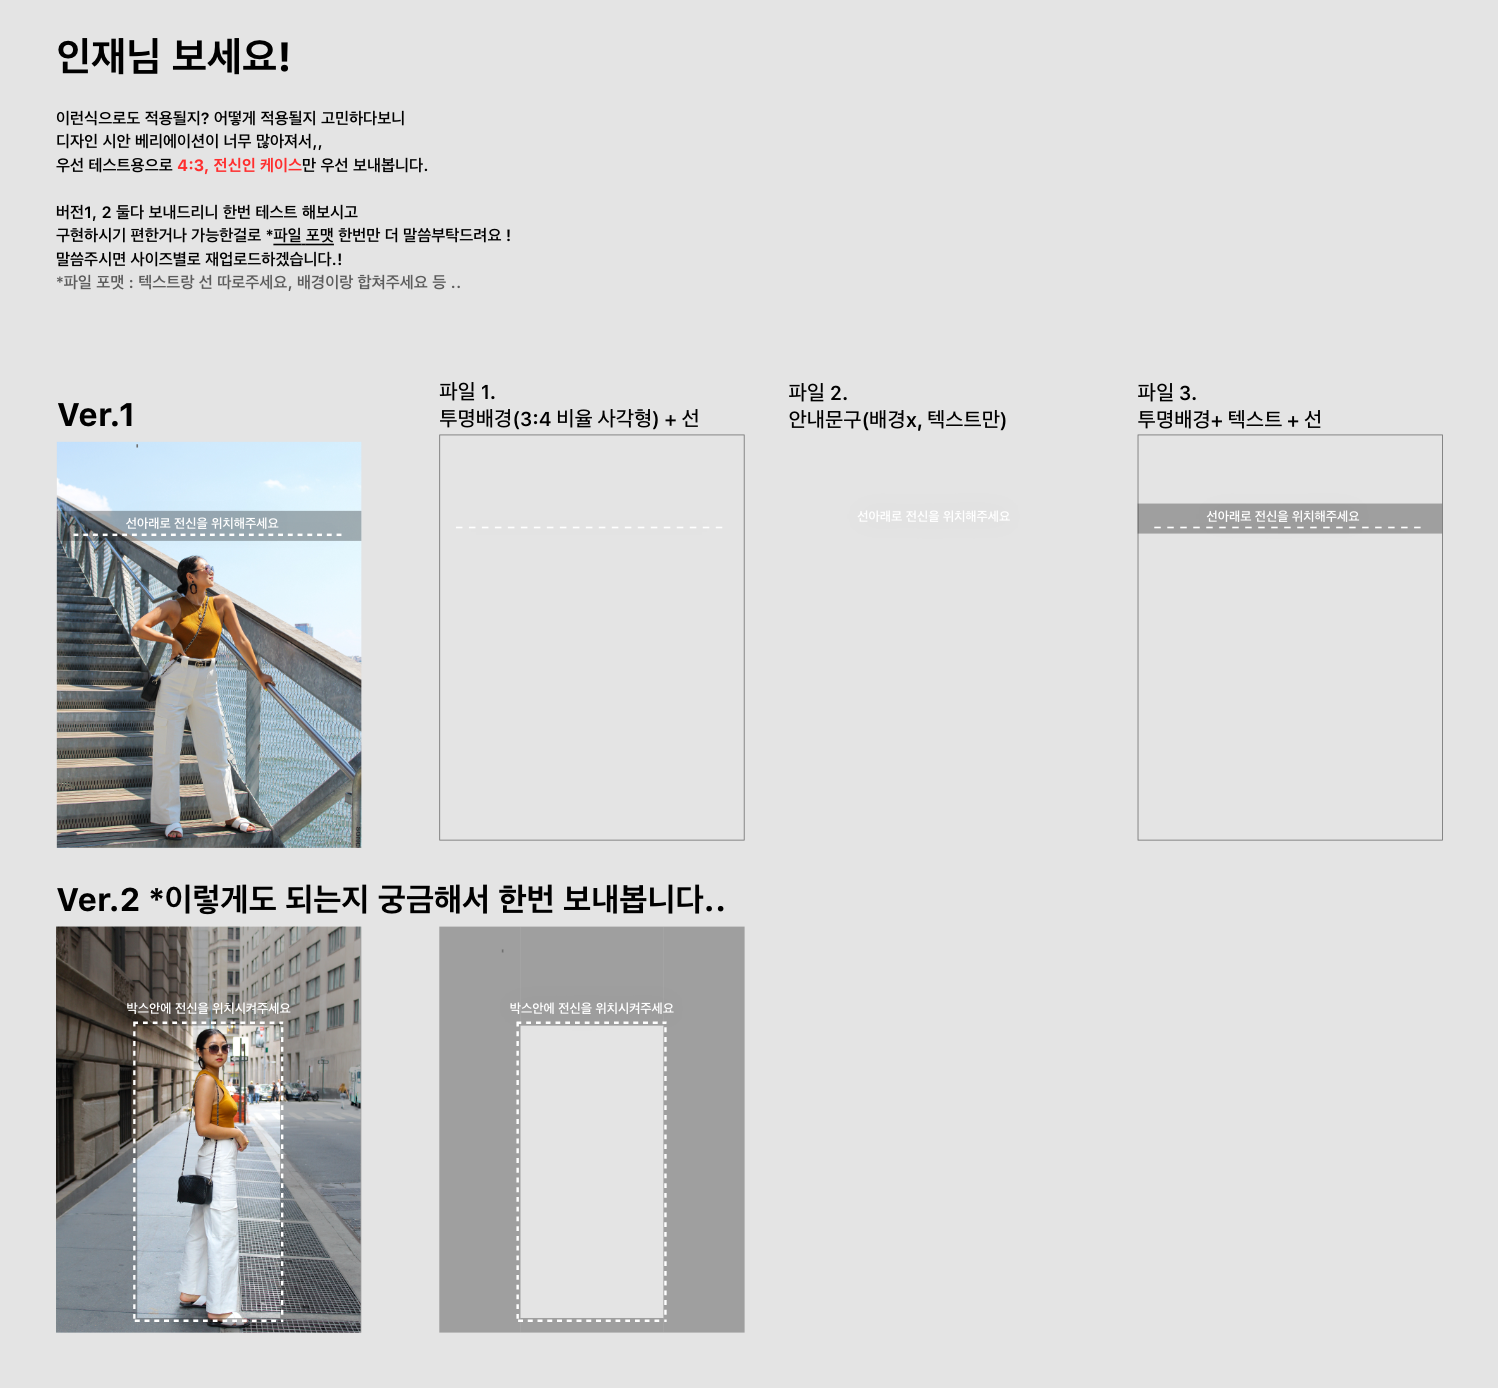 인재님 보세요!
이런식으로도 적용될지? 어떻게 적용될지 고민하다보니
디자인 시안 베리에이션이 너무 많아져서,,
우선 테스트용으로 4:3, 전신인 케이스만 우선 보내봅니다.
버전1, 2 둘다 보내드리니 한번 테스트 해보시고
구현하시기 편한거나 가능한걸로 *파일 포맷 한번만 더 말씀부탁드려요 !
말씀주시면 사이즈별로 재업로드하겠습니다.!
*파일 포맷 : 텍스트랑 선 따로주세요, 배경이랑 합쳐주세요 등 ..
Ver.1
파일 1.
투명배경(3:4 비율 사각형) + 선
파일 2.
안내문구(배경x, 텍스트만)
파일 3.
투명배경+ 텍스트 + 선
선아래로 전신을 위치해주세요
선아래로 전신을 위치해주세요
선아래로 전신을 위치해주세요
Ver.2 *이렇게도 되는지 궁금해서 한번 보내봅니다..
박스안에 전신을 위치시켜주세요
박스안에 전신을 위치시켜주세요